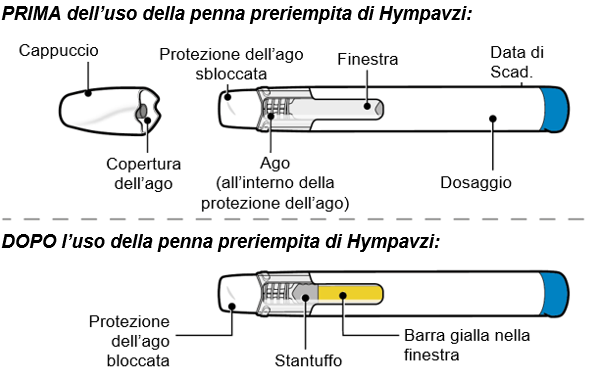 PRIMA dell'uso della penna preriempita di Hympavzi:
Cappuccio
Protezione dell'ago
sbloccata
Finestra
Data di
Scad.
Copertura
dell'ago
Ago
(all'interno della
protezione dell'ago)
Dosaggio
DOPO l'uso della penna preriempita di Hympavzi:
Protezione
dell'ago
bloccata
Stantuffo
Barra gialla nella
finestra